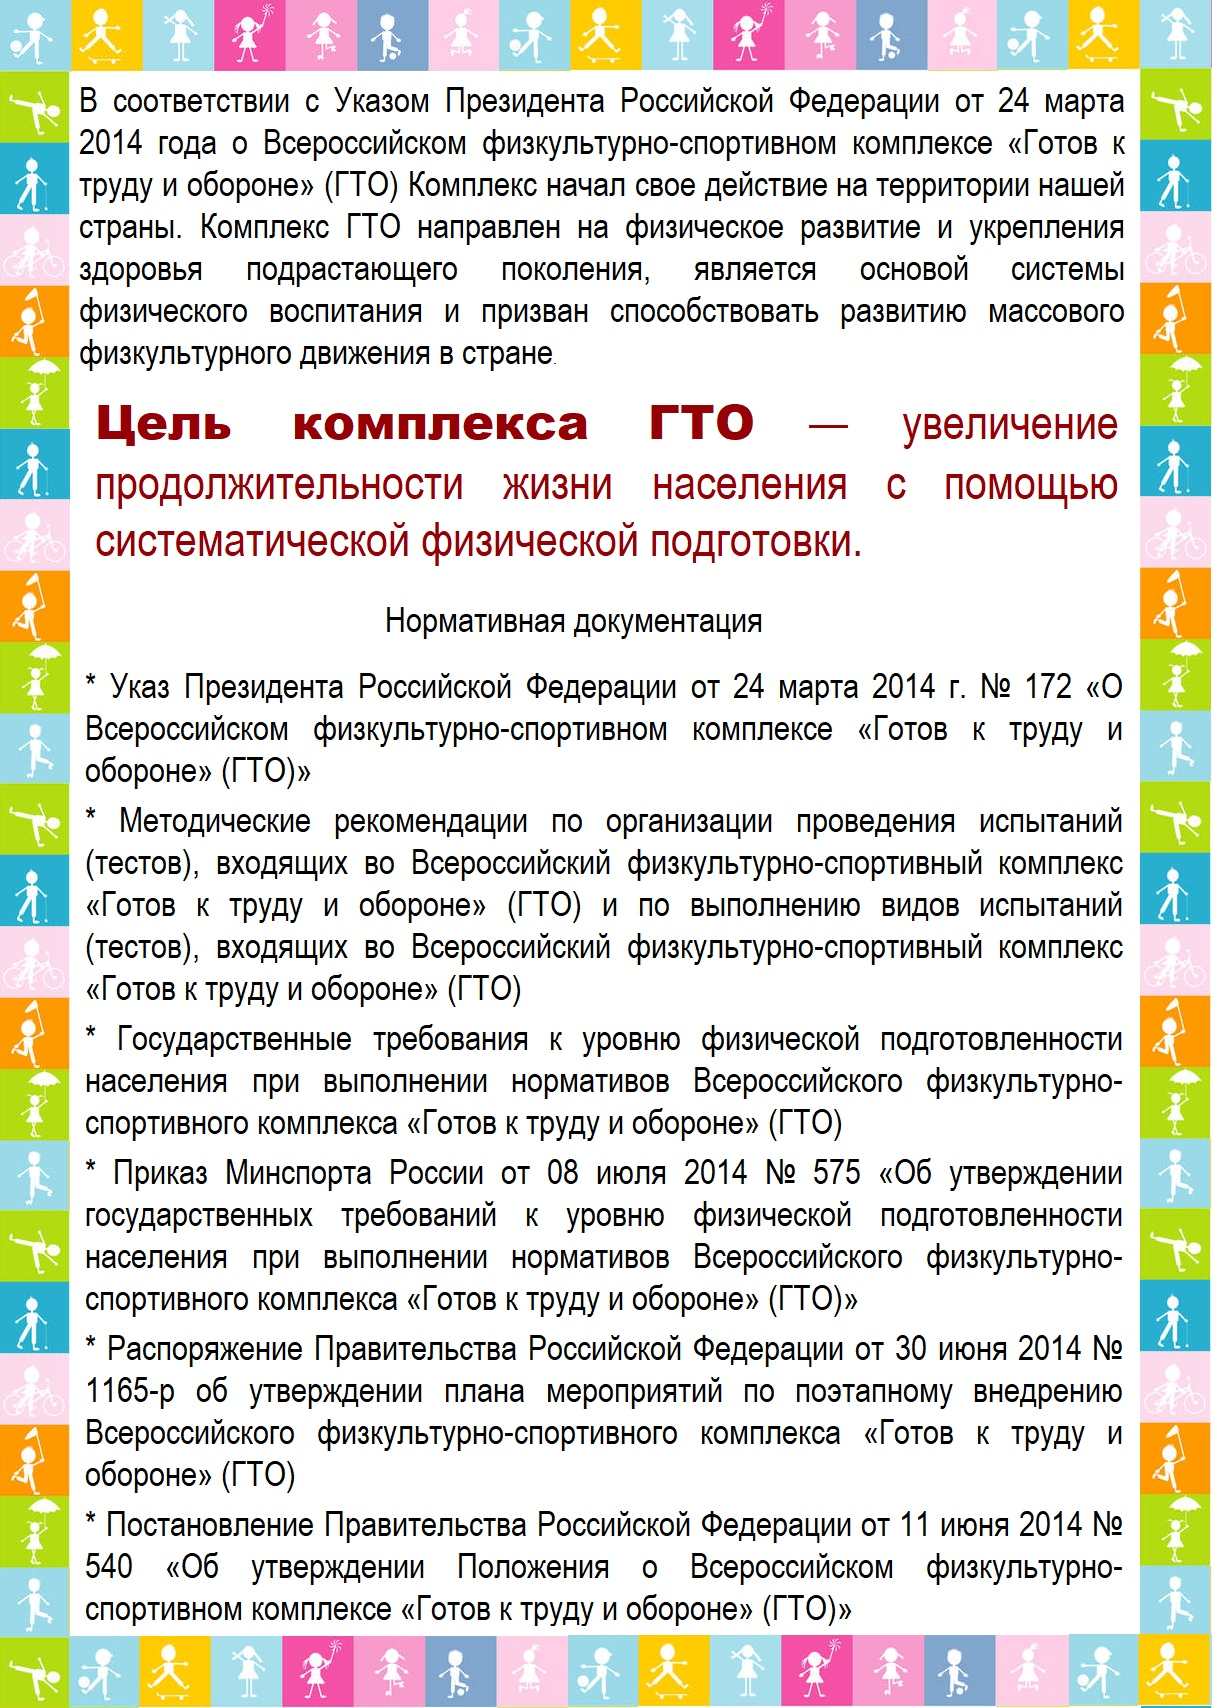 В соответствии с Указом Президента Российской Федерации от 24 марта
2014 года о Всероссийском физкультурно-спортивном комплексе «Готов к
труду и обороне» (ГТО) Комплекс начал свое действие на территории нашей
страны. Комплекс ГТО направлен на физическое развитие и укрепления
здоровья подрастающего поколения, является основой системы
физического воспитания и призван способствовать развитию массового
физкультурного движения в стране.
Цель комплекса ГТО — увеличение
продолжительности жизни населения с помощью
систематической физической подготовки.
Нормативная документация
* Указ Президента Российской Федерации от 24 марта 2014 г. № 172 «О
Всероссийском физкультурно-спортивном комплексе «Готов к труду и
обороне» (ГТО)»
* Методические рекомендации по организации проведения испытаний
(тестов), входящих во Всероссийский физкультурно-спортивный комплекс
«Готов к труду и обороне» (ГТО) и по выполнению видов испытаний
(тестов), входящих во Всероссийский физкультурно-спортивный комплекс
«Готов к труду и обороне» (ГТО)
* Государственные требования к уровню физической подготовленности
населения при выполнении нормативов Всероссийского физкультурно-
спортивного комплекса «Готов к труду и обороне» (ГТО)
* Приказ Минспорта России от 08 июля 2014 № 575 «Об утверждении
государственных требований к уровню физической подготовленности
населения при выполнении нормативов Всероссийского физкультурно-
спортивного комплекса «Готов к труду и обороне» (ГТО)»
* Распоряжение Правительства Российской Федерации от 30 июня 2014 №
1165-р об утверждении плана мероприятий по поэтапному внедрению
Всероссийского физкультурно-спортивного комплекса «Готов к труду и
обороне» (ГТО)
* Постановление Правительства Российской Федерации от 11 июня 2014 №
540 «Об утверждении Положения о Всероссийском физкультурно-
спортивном комплексе «Готов к труду и обороне» (ГТО)»